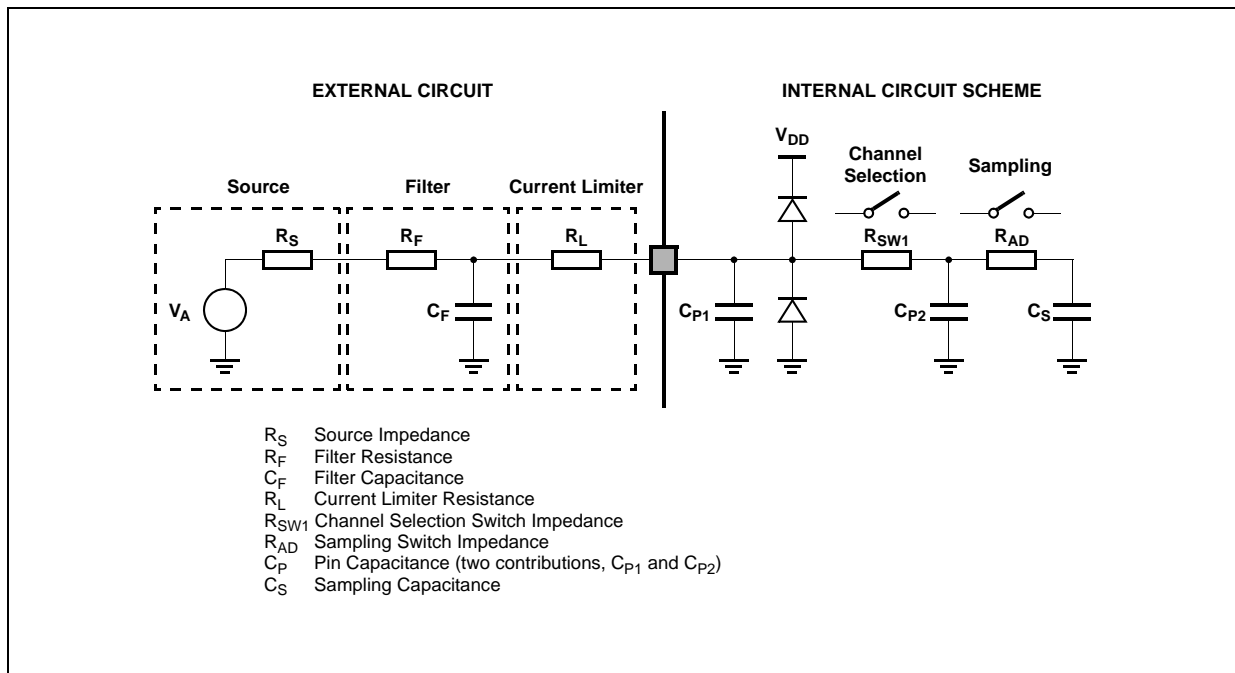 EXTERNAL CIRCUIT
INTERNAL CIRCUIT SCHEME
VDD
Channel
Selection
Sampling
Source
Filter
Current Limiter
RS
RF
RL
RSW1
RAD
VA
CF
CP1
CP2
CS
RS Source Impedance
RF Filter Resistance
CF Filter Capacitance
RL Current Limiter Resistance
RSW1 Channel Selection Switch Impedance
RAD Sampling Switch Impedance
CP Pin Capacitance (two contributions, CP1 and CP2)
CS Sampling Capacitance